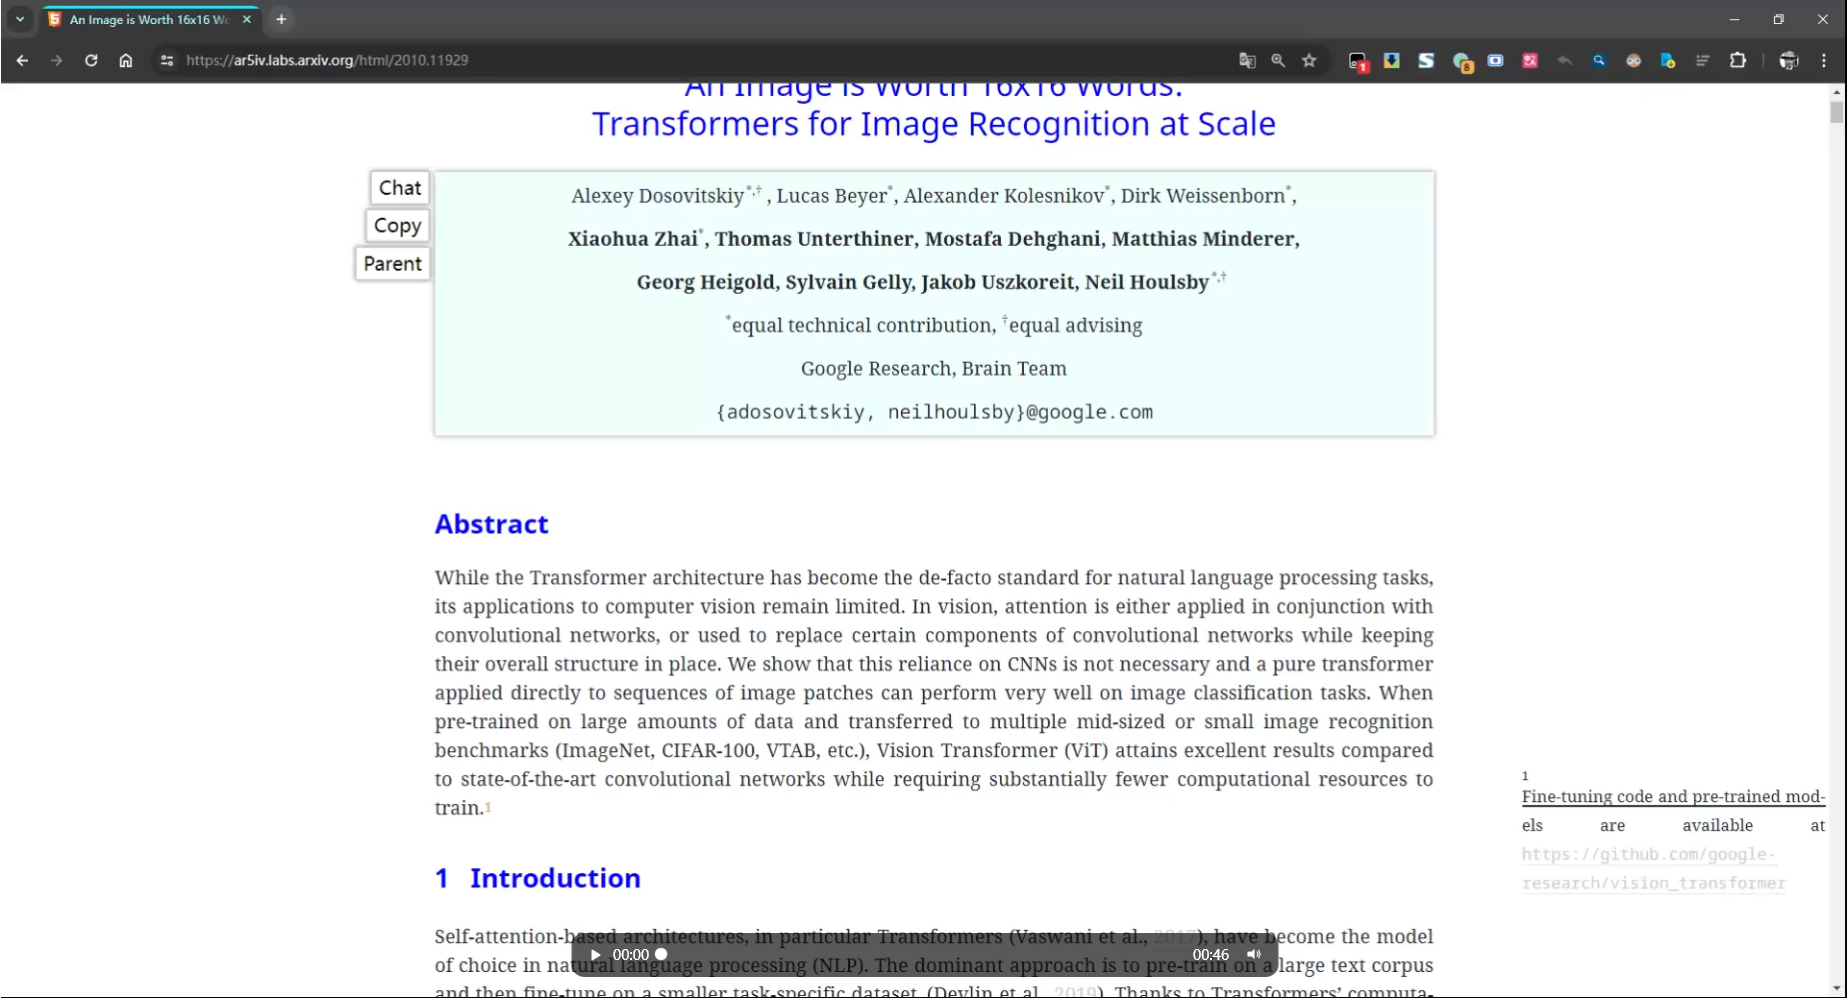 An Image is Worth 16x16 Wo
https://ar5iv.labs.arxiv.org/html/2010.11929
1
8
An Image is Worth 16x16 Words:
Transformers for Image Recognition at Scale
Chat
Copy
Parent
Alexey Dosovitskiy*,† , Lucas Beyer*, Alexander Kolesnikov*, Dirk Weissenborn*,
Xiaohua Zhai*, Thomas Unterthiner, Mostafa Dehghani, Matthias Minderer,
Georg Heigold, Sylvain Gelly, Jakob Uszkoreit, Neil Houlsby*,†
*equal technical contribution, †equal advising
Google Research, Brain Team
{adosovitskiy, neilhoulsby}@google.com
Abstract
While the Transformer architecture has become the de-facto standard for natural language processing tasks,
its applications to computer vision remain limited. In vision, attention is either applied in conjunction with
convolutional networks, or used to replace certain components of convolutional networks while keeping
their overall structure in place. We show that this reliance on CNNs is not necessary and a pure transformer
applied directly to sequences of image patches can perform very well on image classification tasks. When
pre-trained on large amounts of data and transferred to multiple mid-sized or small image recognition
benchmarks (ImageNet, CIFAR-100, VTAB, etc.), Vision Transformer (ViT) attains excellent results compared
to state-of-the-art convolutional networks while requiring substantially fewer computational resources to
train.1
1
Fine-tuning code and pre-trained mod-
els are available at
https://github.com/google-
research/vision_transformer
1 Introduction
Self-attention-based architectures, in particular Transformers (Vaswani et al., 2017), have become the model
00:00
00:46
of choice in natural language processing (NLP). The dominant approach is to pre-train on a large text corpus
and then fine-tune on a smaller task-specific dataset (Devlin et al., 2019). Thanks to Transformers' computa-